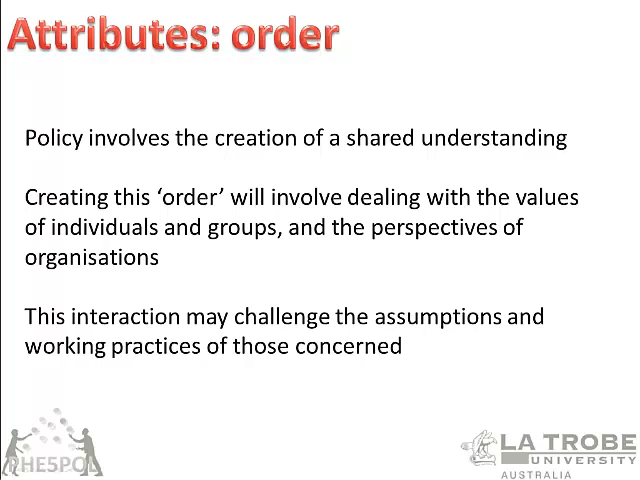 Attributes: order
Policy involves the creation of a shared understanding
Creating this ‘order’ will involve dealing with the values
of individuals and groups, and the perspectives of
organisations
This interaction may challenge the assumptions and
working practices of those concerned
PHE5POL
LA TROBE
UNIVERSITY
AUSTRALIA